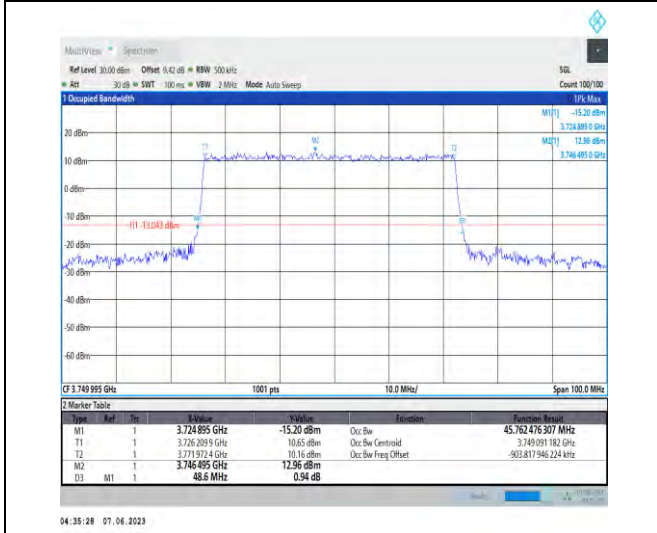 MultiView Spectrum
Ref Level 30.00 dBm Offset 9.42 dB RBW 500 kHz SGL
Att 30 dB SWT 100 ms VBW 2 MHz Mode Auto Sweep Count 100/100
1 Occupied Bandwidth 1Pk Max
M1[1] -15.20 dBm
3.724 895 0 GHz
M2[1] 12.96 dBm
3.746 495 0 GHz
20 dBm
T1 M2 T2
10 dBm
0 dBm
-10 dBm
M1
H1 -13.043 dBm
-20 dBm
-30 dBm
-40 dBm
-50 dBm
-60 dBm
CF 3.749 995 GHz 1001 pts 10.0 MHz/ Span 100.0 MHz
2 Marker Table
Type Ref Trc X-Value Y-Value Function Function Result
M1 1 3.724 895 GHz -15.20 dBm Occ Bw 45.762 476 307 MHz
T1 1 3.726 209 9 GHz 10.65 dBm Occ Bw Centroid 3.749 091 182 GHz
T2 1 3.771 972 4 GHz 10.16 dBm Occ Bw Freq Offset -903.817 946 224 kHz
M2 1 3.746 495 GHz 12.96 dBm
D3 M1 1 48.6 MHz 0.94 dB
04:35:28 07.06.2023